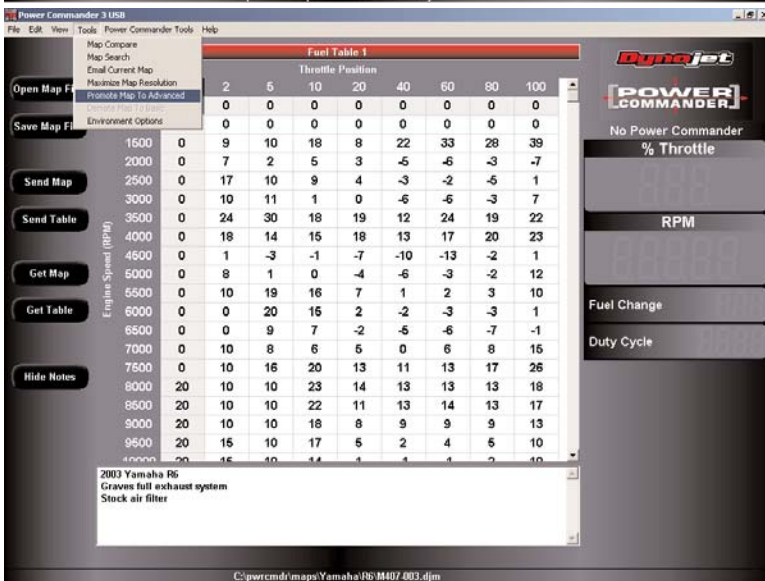 Power Commander 3 USB
File Edit View Tools Power Commander Tools Help
Map Compare
Map Search
Email Current Map
Maximize Map Resolution
Promote Map To Advanced
Demote Map To Basic
Environment Options
Fuel Table 1
Throttle Position
2 5 10 20 40 60 80 100
0 0 0 0 0 0 0 0
0 0 0 0 0 0 0 0
1500 0 9 10 18 8 22 33 28 39
2000 0 7 2 5 3 -5 -6 -3 -7
2500 0 17 10 9 4 -3 -2 -5 1
3000 0 10 11 1 0 -6 -6 -3 7
3500 0 24 30 18 19 12 24 19 22
4000 0 18 14 15 18 13 17 20 23
4500 0 1 -3 -1 -7 -10 -13 -2 1
5000 0 8 1 0 -4 -6 -3 -2 12
5500 0 10 19 16 7 1 2 3 10
6000 0 0 20 15 2 -2 -3 -3 1
6500 0 0 9 7 -2 -5 -6 -7 -1
7000 0 10 8 6 5 0 6 8 15
7500 0 10 16 20 13 11 13 17 26
8000 20 10 10 23 14 13 13 13 18
8500 20 10 10 22 11 13 14 13 17
9000 20 10 10 18 8 9 9 9 13
9500 20 15 10 17 5 2 4 5 10
Engine Speed (RPM)
Open Map Fi
Save Map Fi
Send Map
Send Table
Get Map
Get Table
Hide Notes
Dynojet
POWER
COMMANDER
No Power Commander
% Throttle
RPM
Fuel Change
Duty Cycle
2003 Yamaha R6
Graves full exhaust system
Stock air filter
C:\pwrcmdr\maps\Yamaha\R6\M407-003.djm